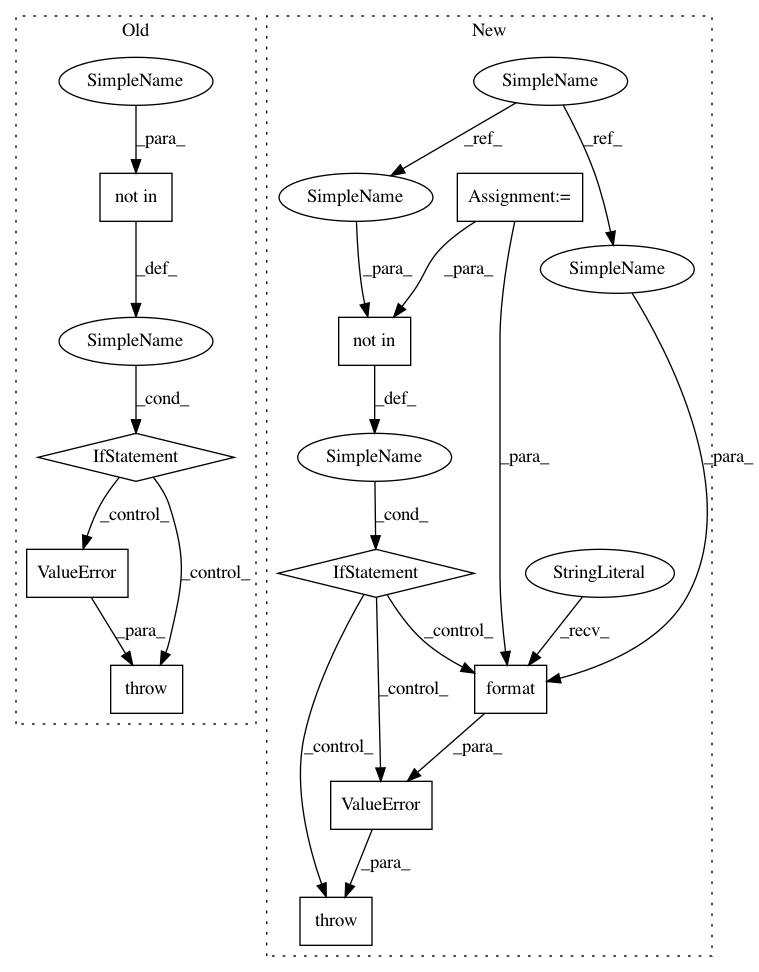 Old
New
SimpleName
SimpleName
_para_
_ref_
_ref_
not in
SimpleName
Assignment:=
_def_
_para_
_para_
SimpleName
SimpleName
not in
_cond_
_def_
IfStatement
SimpleName
_para_
_para_
_control_
_cond_
ValueError
_control_
IfStatement
StringLiteral
_para_
_control_
_recv_
throw
_control_
format
_control_
_para_
ValueError
_para_
throw